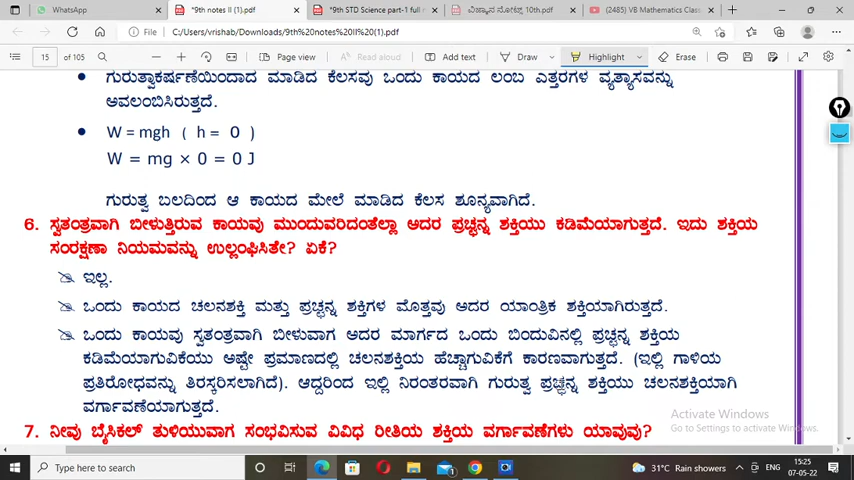 WhatsApp
*9th notes II (1).pdf
*9th STD Science part-1 full n
ವಿಜ್ಞಾನ ನೋಟ್ಸ್ 10th.pdf
(2485) VB Mathematics Class
File
C:/Users/vrishab/Downloads/9th%20notes%20II%20(1).pdf
15 of 105
Page view
Read aloud
Add text
Draw
Highlight
Erase
ಗುರುತ್ವಾಕರ್ಷಣೆಯಿಂದಾದ ಮಾಡಿದ ಕೆಲಸವು ಒಂದು ಕಾಯದ ಲಂಬ ಎತ್ತರಗಳ ವ್ಯತ್ಯಾಸವನ್ನು
ಅವಲಂಬಿಸಿರುತ್ತದೆ.
W = mgh ( h = 0 )
W = mg × 0 = 0 J
ಗುರುತ್ವ ಬಲದಿಂದ ಆ ಕಾಯದ ಮೇಲೆ ಮಾಡಿದ ಕೆಲಸ ಶೂನ್ಯವಾಗಿದೆ.
6. ಸ್ವತಂತ್ರವಾಗಿ ಬೀಳುತ್ತಿರುವ ಕಾಯವು ಮುಂದುವರಿದಂತೆಲ್ಲಾ ಅದರ ಪ್ರಚ್ಛನ್ನ ಶಕ್ತಿಯು ಕಡಿಮೆಯಾಗುತ್ತದೆ. ಇದು ಶಕ್ತಿಯ
ಸಂರಕ್ಷಣಾ ನಿಯಮವನ್ನು ಉಲ್ಲಂಘಿಸಿತೇ? ಏಕೆ?
ಇಲ್ಲ.
ಒಂದು ಕಾಯದ ಚಲನಶಕ್ತಿ ಮತ್ತು ಪ್ರಚ್ಛನ್ನ ಶಕ್ತಿಗಳ ಮೊತ್ತವು ಅದರ ಯಾಂತ್ರಿಕ ಶಕ್ತಿಯಾಗಿರುತ್ತದೆ.
ಒಂದು ಕಾಯವು ಸ್ವತಂತ್ರವಾಗಿ ಬೀಳುವಾಗ ಅದರ ಮಾರ್ಗದ ಒಂದು ಬಿಂದುವಿನಲ್ಲಿ ಪ್ರಚ್ಛನ್ನ ಶಕ್ತಿಯ
ಕಡಿಮೆಯಾಗುವಿಕೆಯು ಅಷ್ಟೇ ಪ್ರಮಾಣದಲ್ಲಿ ಚಲನಶಕ್ತಿಯ ಹೆಚ್ಚಾಗುವಿಕೆಗೆ ಕಾರಣವಾಗುತ್ತದೆ. (ಇಲ್ಲಿ ಗಾಳಿಯ
ಪ್ರತಿರೋಧವನ್ನು ತಿರಸ್ಕರಿಸಲಾಗಿದೆ). ಆದ್ದರಿಂದ ಇಲ್ಲಿ ನಿರಂತರವಾಗಿ ಗುರುತ್ವ ಪ್ರಚ್ಛನ್ನ ಶಕ್ತಿಯು ಚಲನಶಕ್ತಿಯಾಗಿ
ವರ್ಗಾವಣೆಯಾಗುತ್ತದೆ.
7. ನೀವು ಬೈಸಿಕಲ್ ತುಳಿಯುವಾಗ ಸಂಭವಿಸುವ ವಿವಿಧ ರೀತಿಯ ಶಕ್ತಿಯ ವರ್ಗಾವಣೆಗಳು ಯಾವುವು?
Activate Windows
Go to Settings to activate Windows.
Type here to search
31°C Rain showers
ENG
15:25
07-05-22